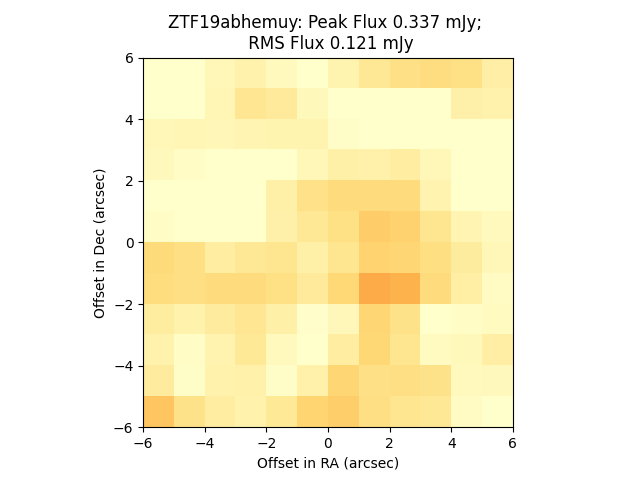 ZTF19abhemuy: Peak Flux 0.337 mJy;
RMS Flux 0.121 mJy
6
4
2
0
−2
−4
−6
Offset in Dec (arcsec)
−6 −4 −2 0 2 4 6
Offset in RA (arcsec)